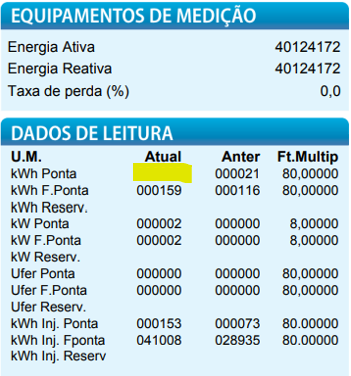 EQUIPAMENTOS DE MEDIÇÃO
Energia Ativa 40124172
Energia Reativa 40124172
Taxa de perda (%) 0,0
DADOS DE LEITURA
U.M. Atual Anter Ft.Multip
kWh Ponta 000021 80,00000
kWh F.Ponta 000159 000116 80,00000
kWh Reserv.
kW Ponta 000002 000000 8,00000
kW F.Ponta 000002 000000 8,00000
kW Reserv.
Ufer Ponta 000000 000000 80,00000
Ufer F.Ponta 000000 000000 80,00000
Ufer Reserv.
kWh Inj. Ponta 000153 000073 80.00000
kWh Inj. Fponta 041008 028935 80.00000
kWh Inj. Reserv